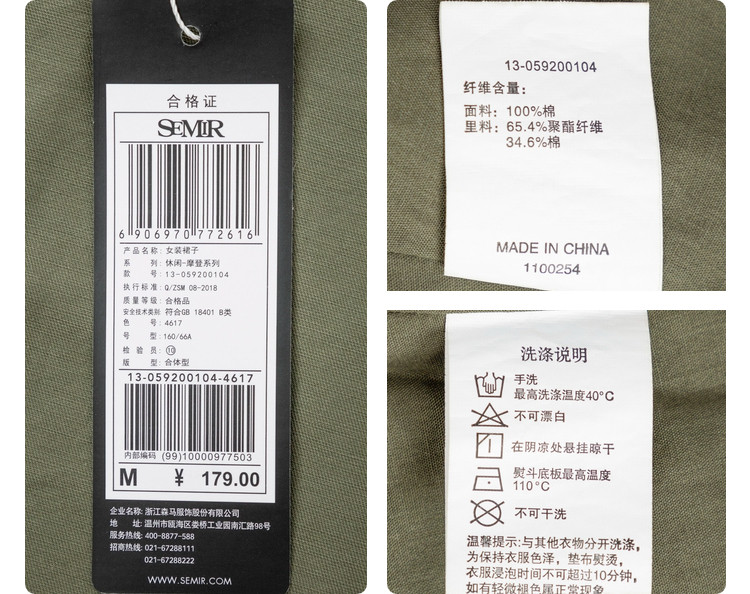 合格证
SEMIR
6 906970 772616
产品名称: 女装裙子
系 列: 休闲-摩登系列
款 号: 13-059200104
执行标准: Q/ZSM 08-2018
质量等级: 合格品
安全技术类别: 符合GB 18401 B类
色 号: 4617
号 型: 160/66A
检 验 员: ⑩
版 型: 合体型
13-059200104-4617
内部编码 (99)10000977503
M ¥ 179.00
企业名称: 浙江森马服饰股份有限公司
地 址: 温州市瓯海区娄桥工业园南汇路98号
服务热线: 400-8877-588
招商热线: 021-67288111
021-67288222
WWW.SEMIR.COM
13-059200104
纤维含量:
面料: 100%棉
里料: 65.4%聚酯纤维
34.6%棉
MADE IN CHINA
1100254
洗涤说明
手洗
最高洗涤温度40°C
不可漂白
在阴凉处悬挂晾干
熨斗底板最高温度
110°C
不可干洗
温馨提示: 与其他衣物分开洗涤,
为保持衣服色泽, 垫布熨烫,
衣服浸泡时间不可超过10分钟,
如有轻微褪色属正常现象